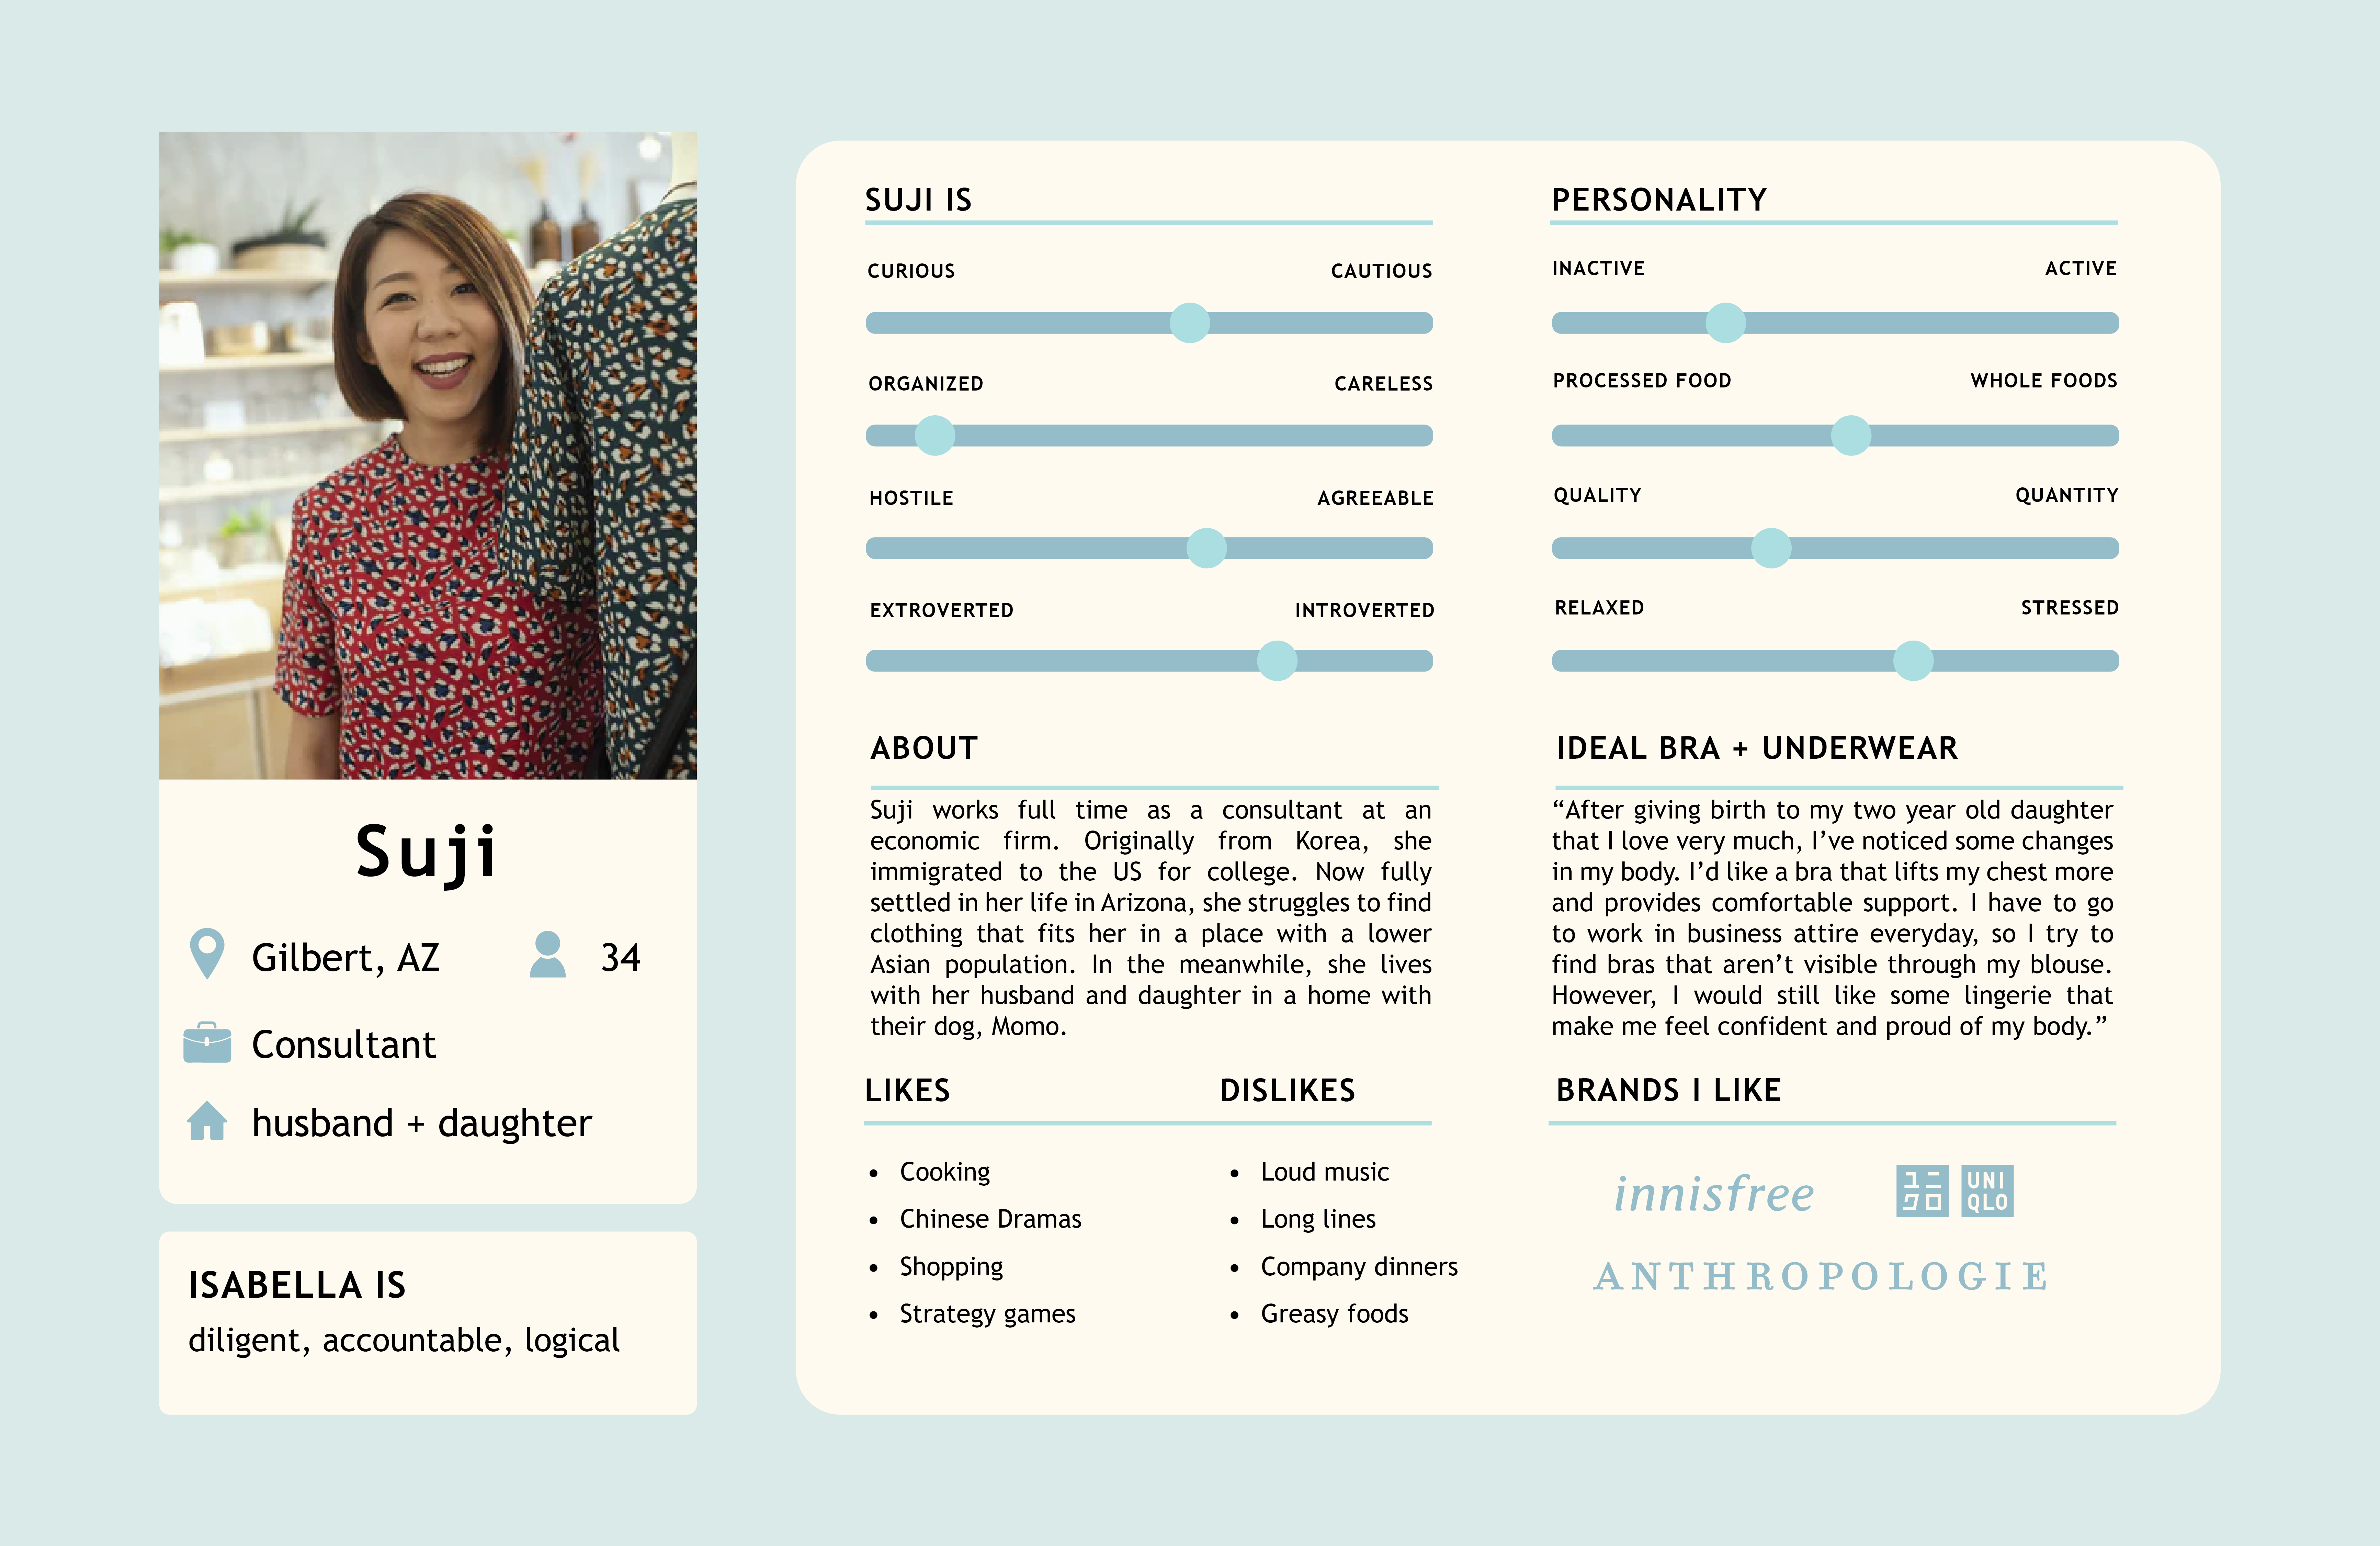 Suji
Gilbert, AZ
34
Consultant
husband + daughter
ISABELLA IS
diligent, accountable, logical
SUJI IS
CURIOUS CAUTIOUS
ORGANIZED CARELESS
HOSTILE AGREEABLE
EXTROVERTED INTROVERTED
PERSONALITY
INACTIVE ACTIVE
PROCESSED FOOD WHOLE FOODS
QUALITY QUANTITY
RELAXED STRESSED
ABOUT
Suji works full time as a consultant at an
economic firm. Originally from Korea, she
immigrated to the US for college. Now fully
settled in her life in Arizona, she struggles to find
clothing that fits her in a place with a lower
Asian population. In the meanwhile, she lives
with her husband and daughter in a home with
their dog, Momo.
IDEAL BRA + UNDERWEAR
“After giving birth to my two year old daughter
that I love very much, I’ve noticed some changes
in my body. I’d like a bra that lifts my chest more
and provides comfortable support. I have to go
to work in business attire everyday, so I try to
find bras that aren’t visible through my blouse.
However, I would still like some lingerie that
make me feel confident and proud of my body.”
LIKES
• Cooking
• Chinese Dramas
• Shopping
• Strategy games
DISLIKES
• Loud music
• Long lines
• Company dinners
• Greasy foods
BRANDS I LIKE
innisfree
ユニ
クロ
UNI
QLO
ANTHROPOLOGIE